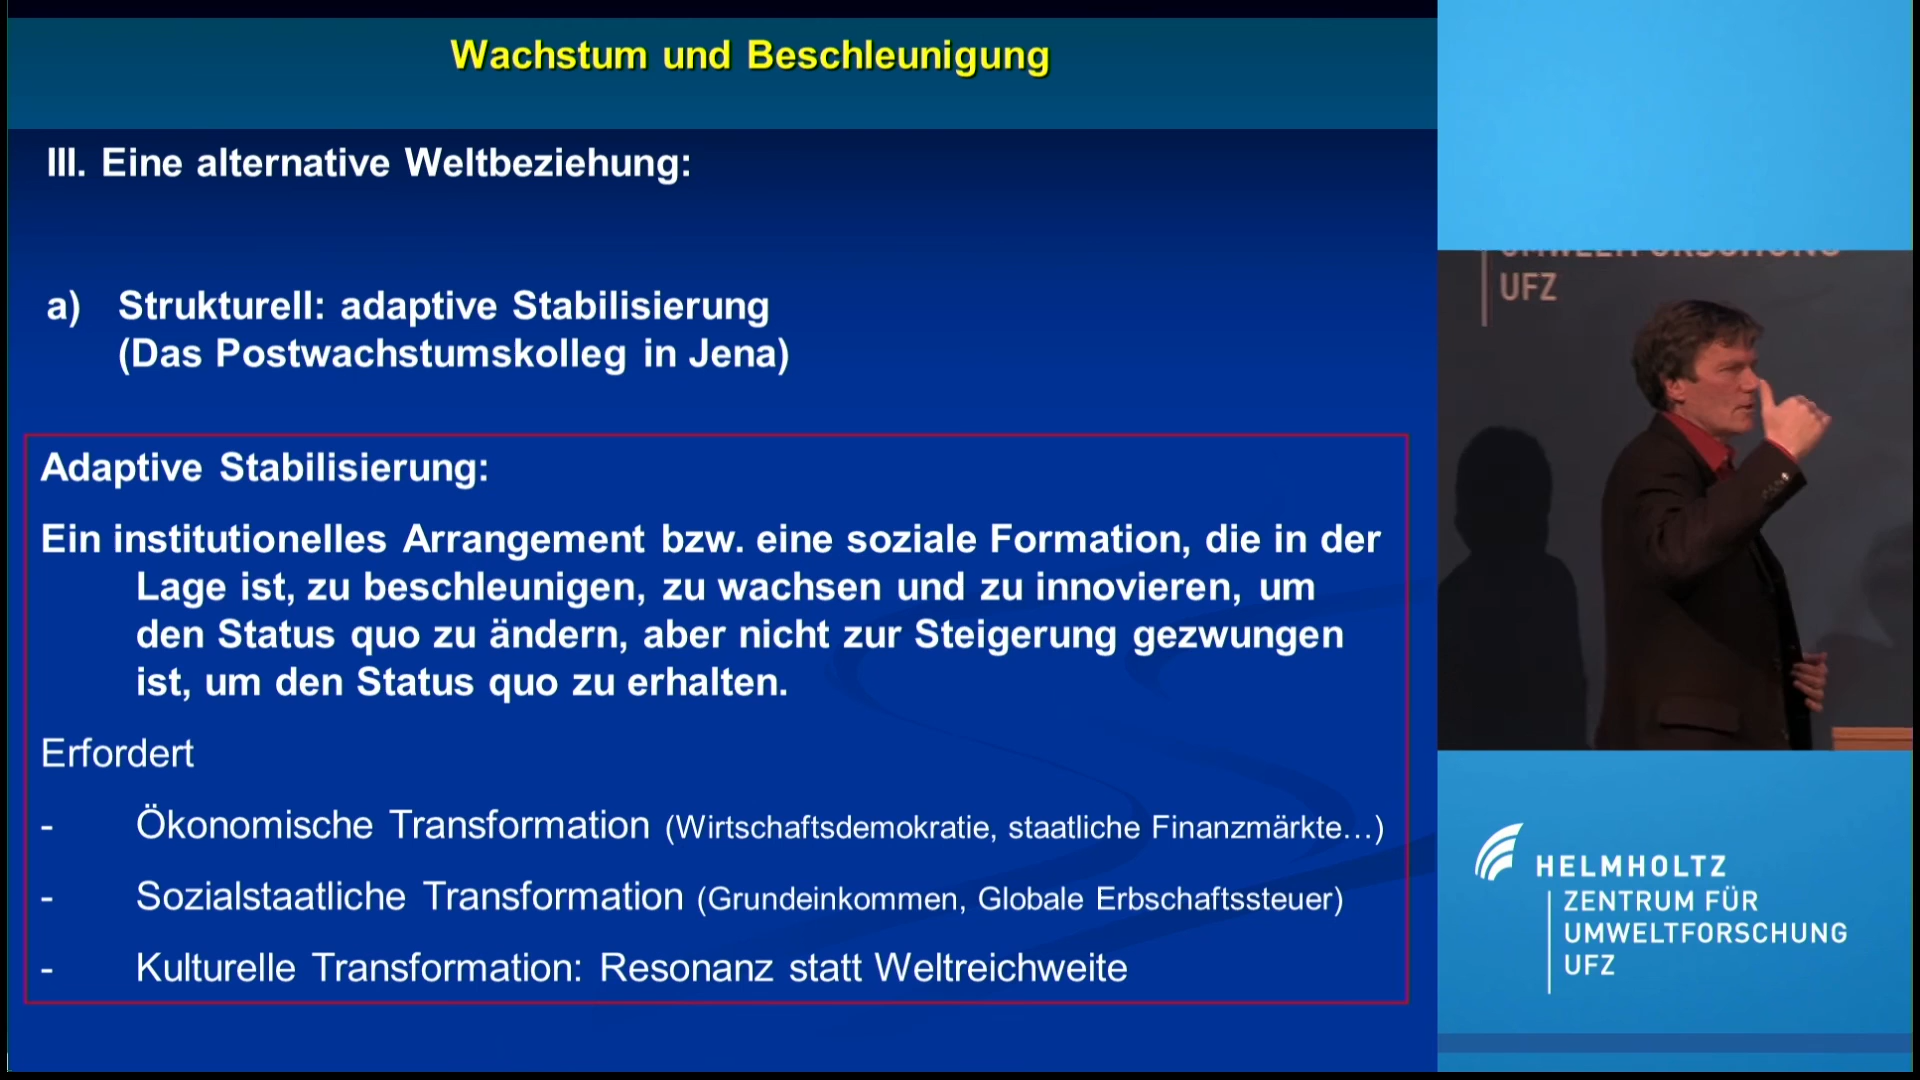 Wachstum und Beschleunigung
III. Eine alternative Weltbeziehung:
a) Strukturell: adaptive Stabilisierung
(Das Postwachstumskolleg in Jena)
Adaptive Stabilisierung:
Ein institutionelles Arrangement bzw. eine soziale Formation, die in der
Lage ist, zu beschleunigen, zu wachsen und zu innovieren, um
den Status quo zu ändern, aber nicht zur Steigerung gezwungen
ist, um den Status quo zu erhalten.
Erfordert
- Ökonomische Transformation (Wirtschaftsdemokratie, staatliche Finanzmärkte…)
- Sozialstaatliche Transformation (Grundeinkommen, Globale Erbschaftssteuer)
- Kulturelle Transformation: Resonanz statt Weltreichweite
UMWELTFORSCHUNG
UFZ
HELMHOLTZ
ZENTRUM FÜR
UMWELTFORSCHUNG
UFZ